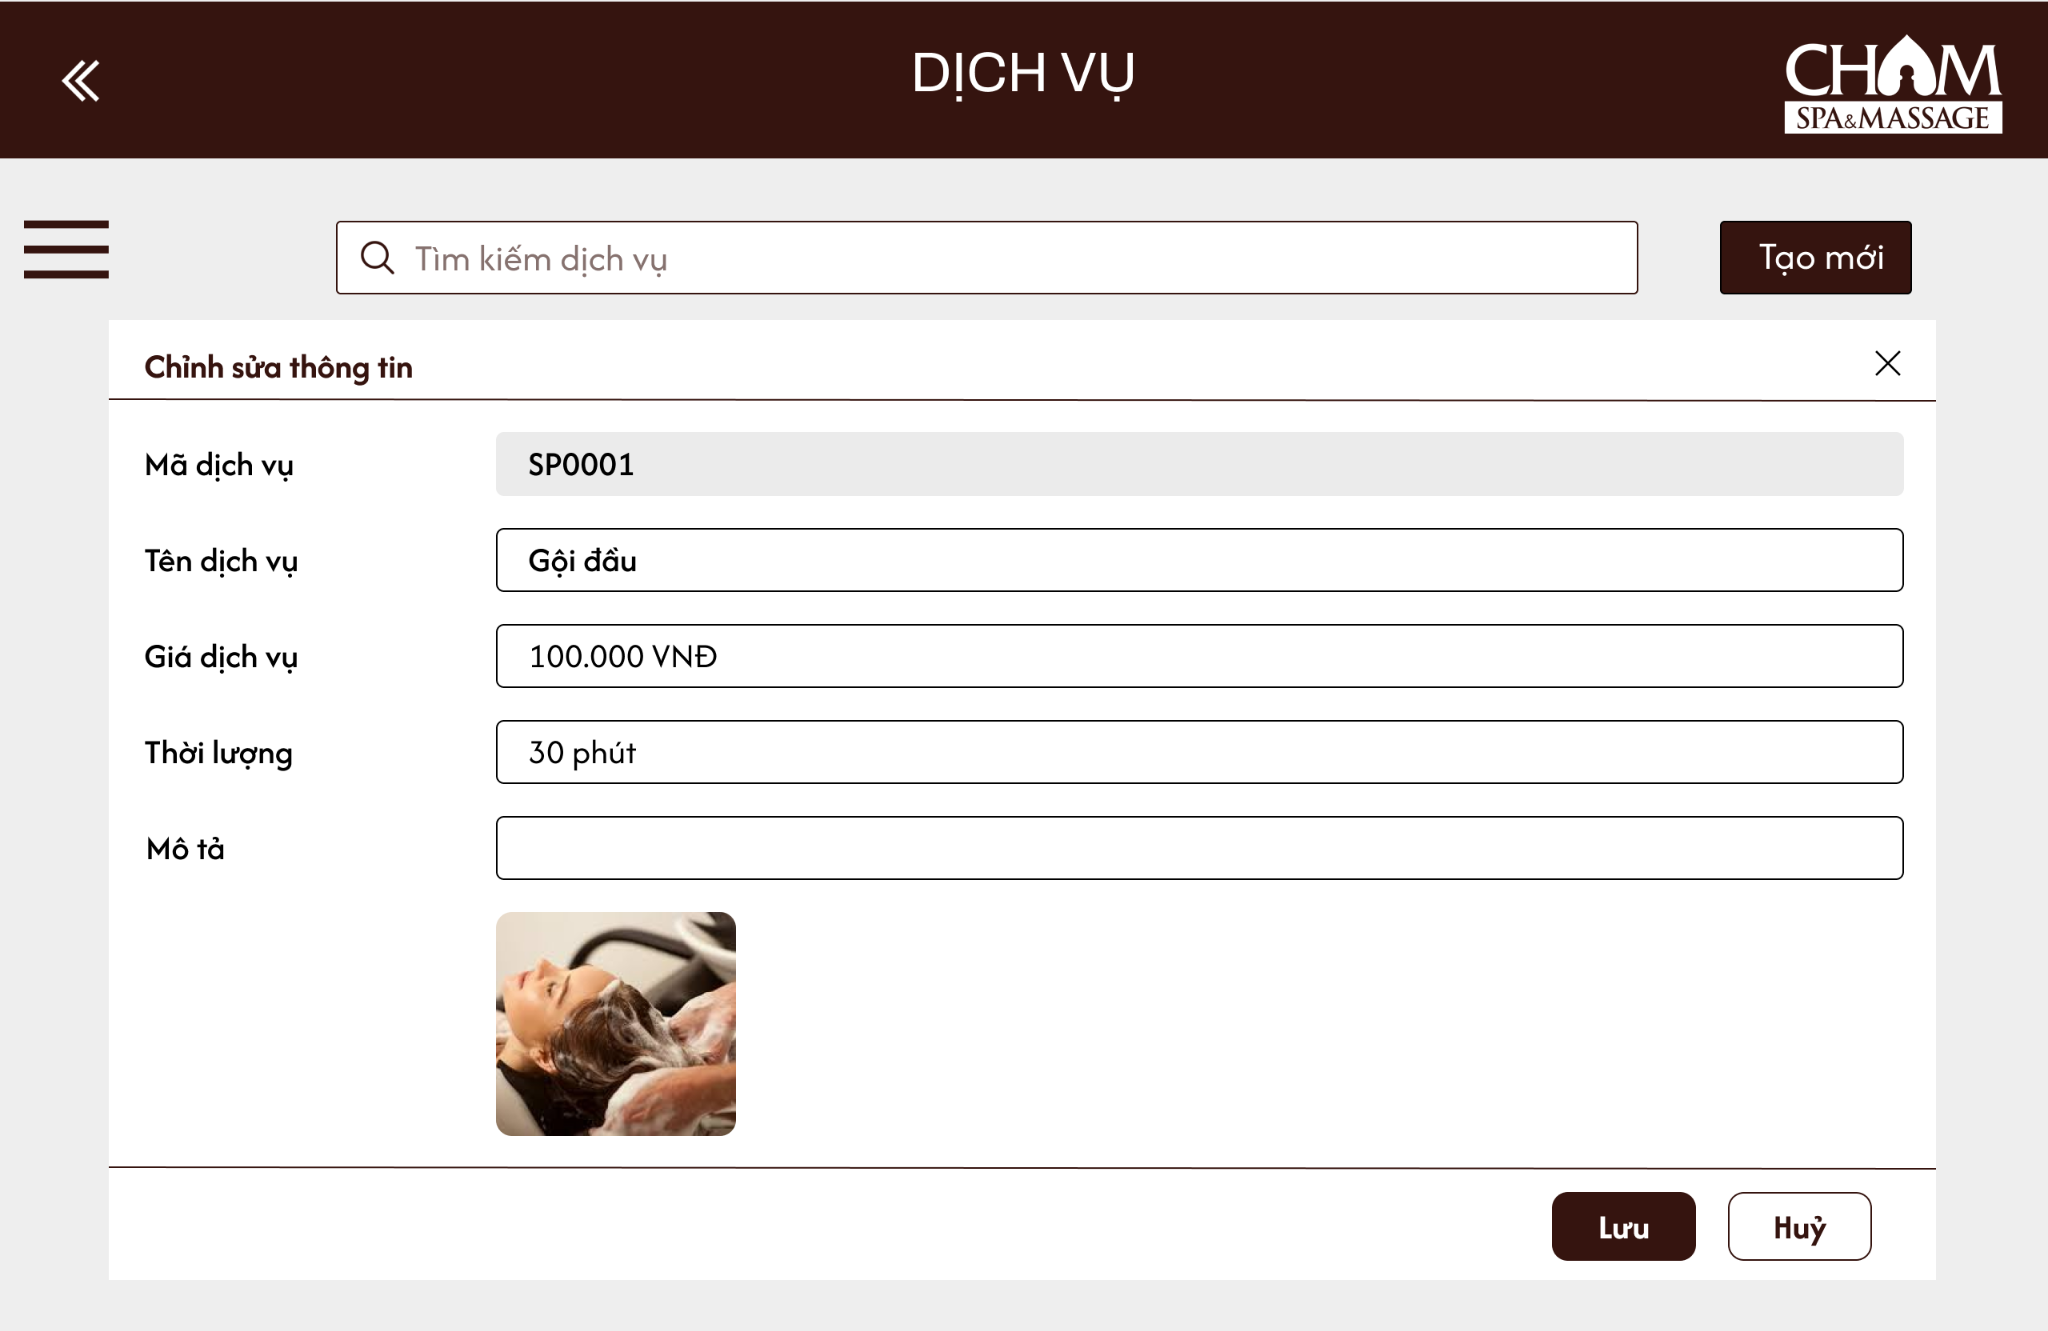 DỊCH VỤ
CHAM
SPA&MASSAGE
Tìm kiếm dịch vụ
Tạo mới
Chỉnh sửa thông tin
Mã dịch vụ
SP0001
Tên dịch vụ
Gội đầu
Giá dịch vụ
100.000 VNĐ
Thời lượng
30 phút
Mô tả
Lưu
Huỷ